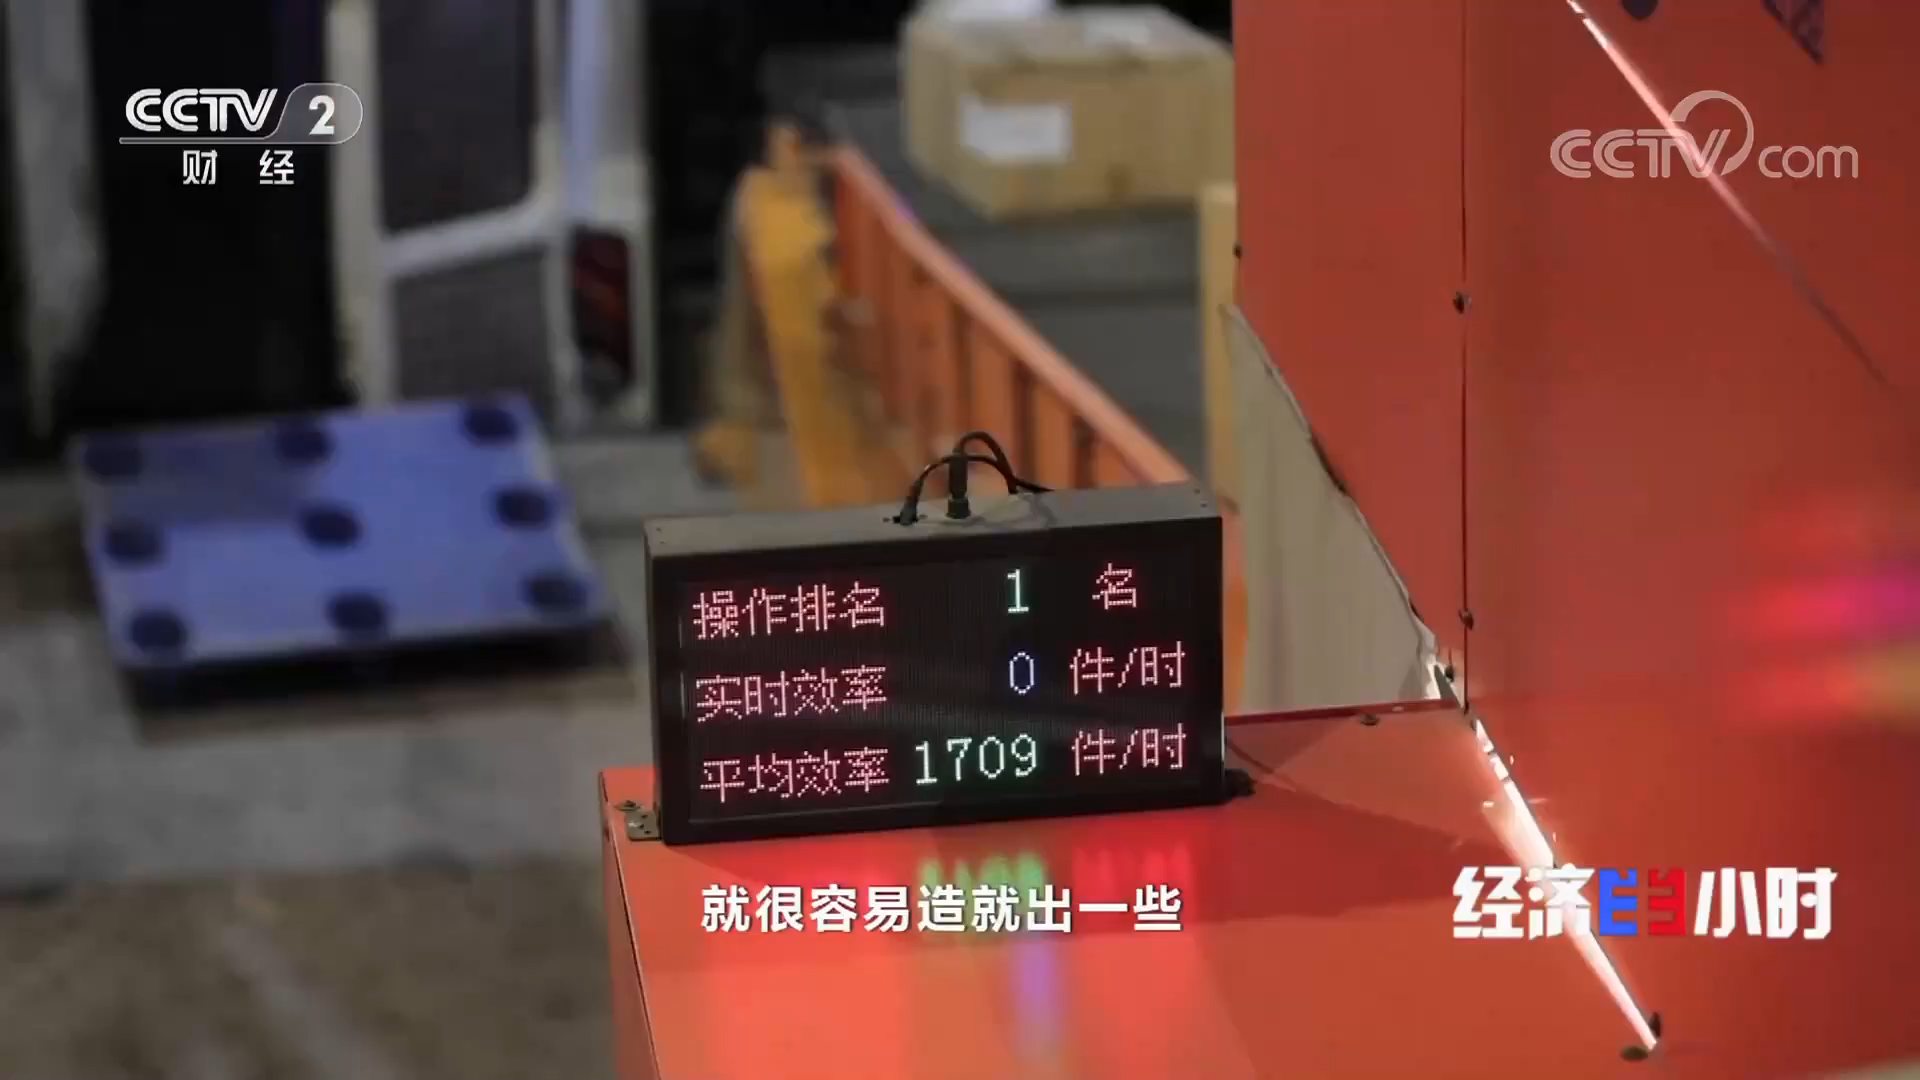 CCTV 2
财 经
CCTV com
操作排名 1 名
实时效率 0 件/时
平均效率 1709 件/时
就很容易造就出一些
经济半小时